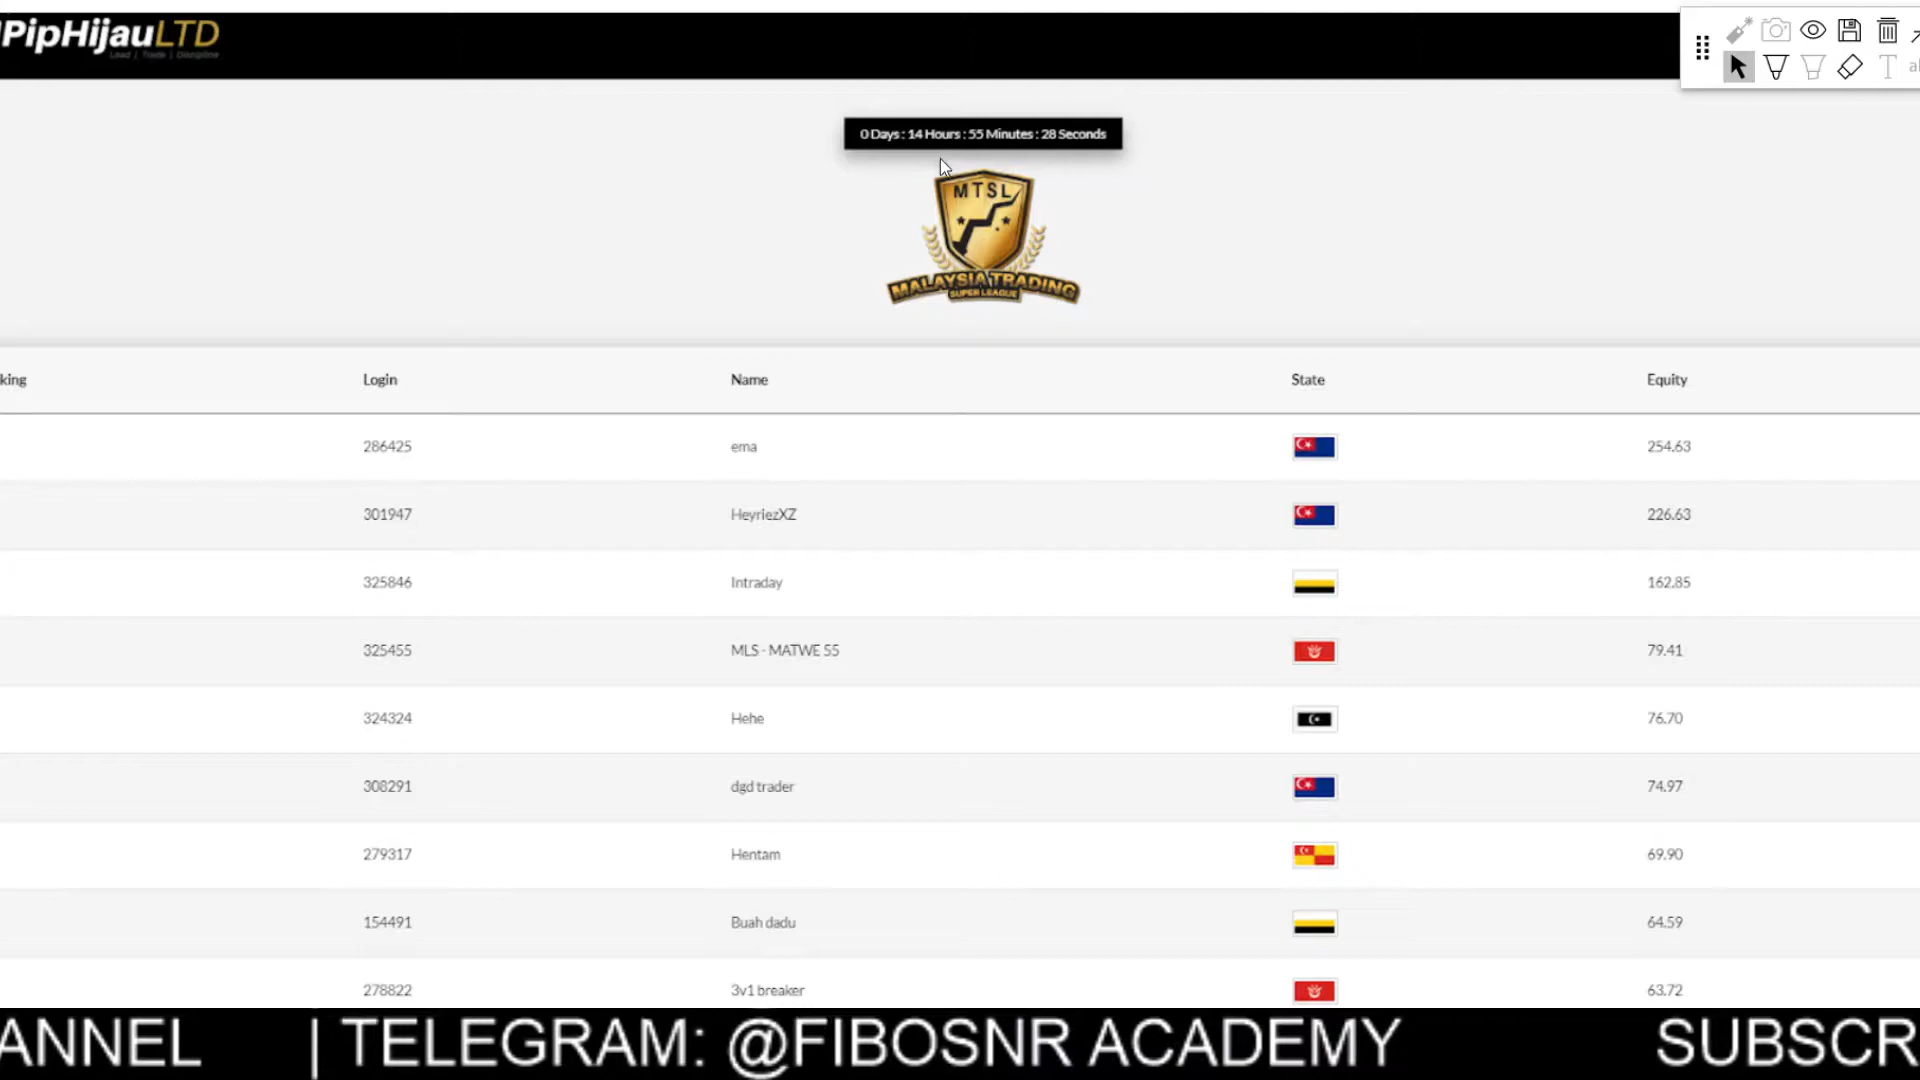 PipHijauLTD
Lead | Trade | Discipline
0 Days : 14 Hours : 55 Minutes : 28 Seconds
MTSL
MALAYSIA TRADING
SUPER LEAGUE
king Login Name State Equity
286425 ema 254.63
301947 HeyriezXZ 226.63
325846 Intraday 162.85
325455 MLS - MATWE 55 79.41
324324 Hehe 76.70
308291 dgd trader 74.97
279317 Hentam 69.90
154491 Buah dadu 64.59
278822 3v1 breaker 63.72
ANNEL | TELEGRAM: @FIBOSNR ACADEMY SUBSCR